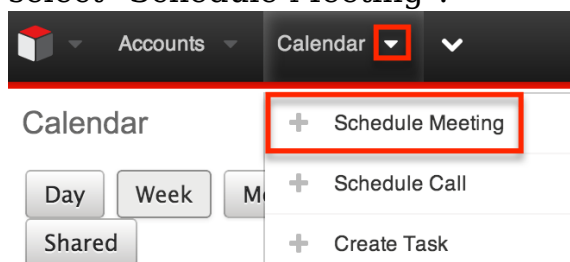 select "Schedule Meeting".
Accounts Calendar
Calendar
Schedule Meeting
Day Week
Schedule Call
Shared
Create Task